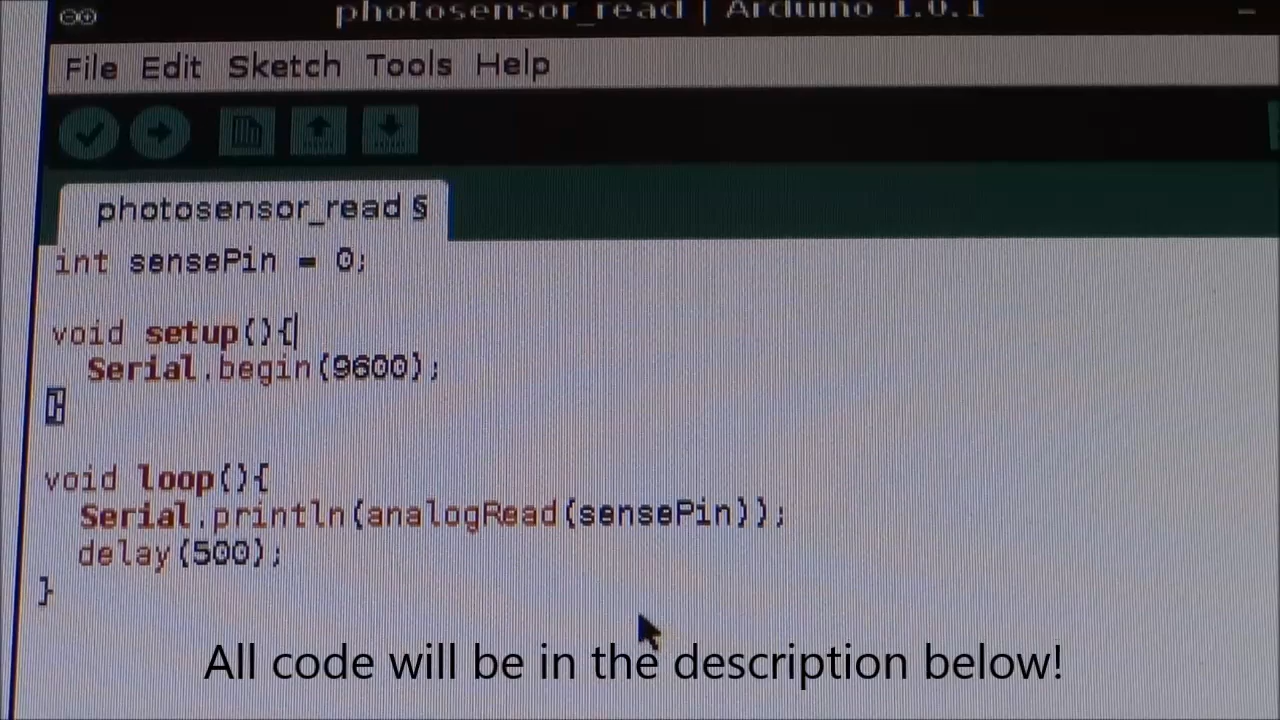 photosensor_read | Arduino 1.0.1
File Edit Sketch Tools Help
photosensor_read §
int sensePin = 0;
void setup(){
Serial.begin(9600);
}
void loop(){
Serial.println(analogRead(sensePin));
delay(500);
}
All code will be in the description below!